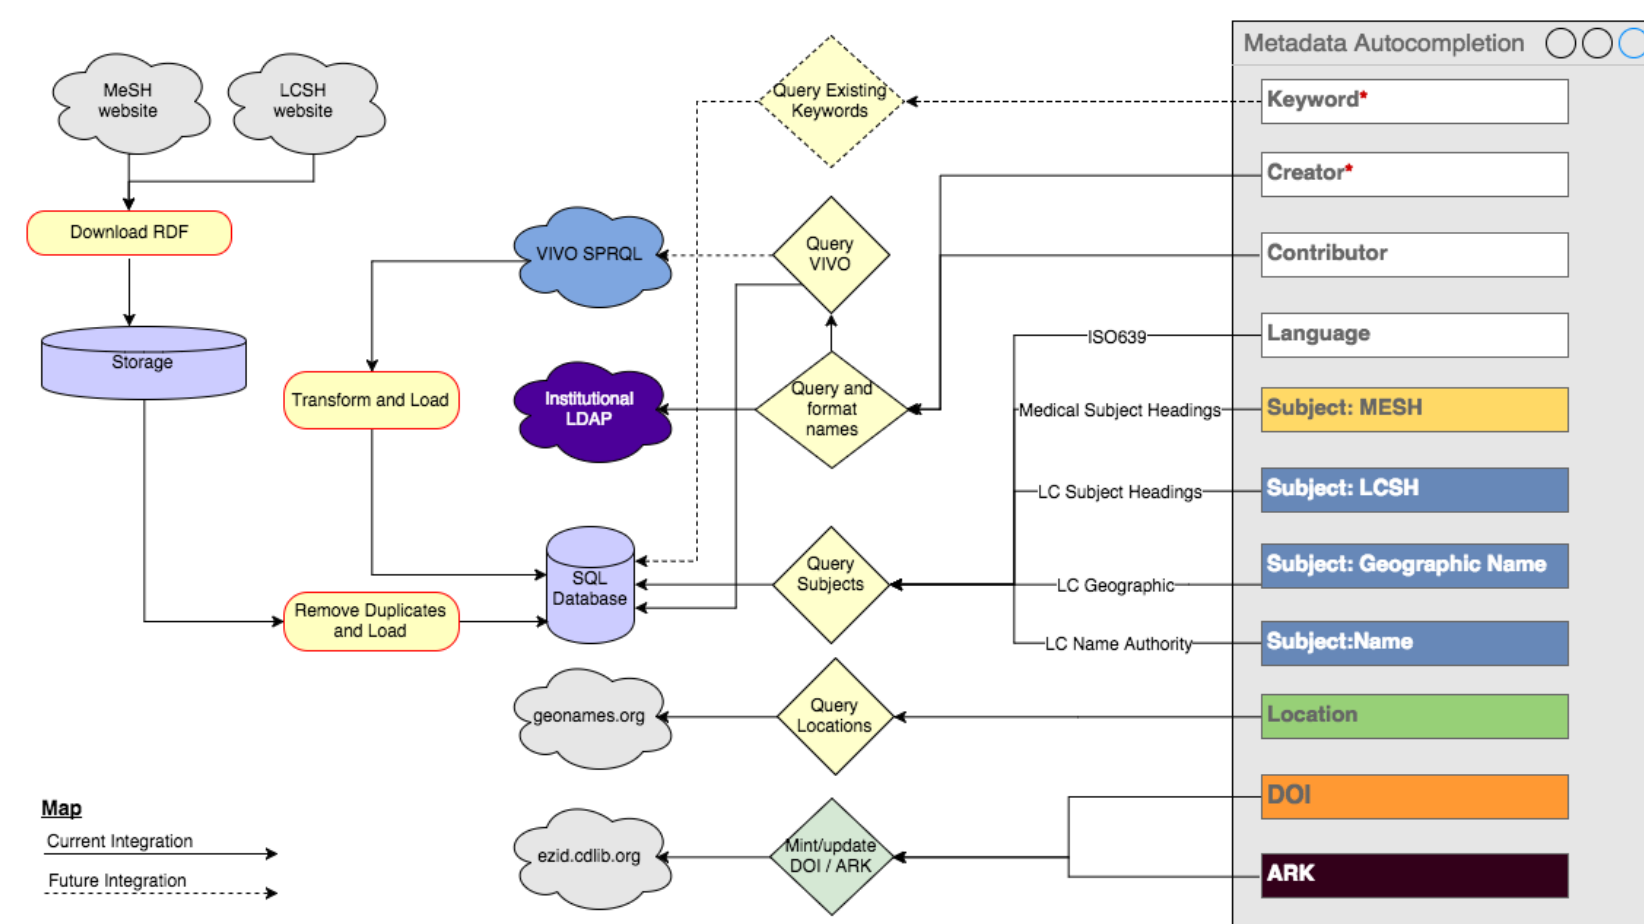 Metadata Autocompletion
MeSH
website
LCSH
website
Query Existing
Keywords
Keyword*
Creator*
Download RDF
VIVO SPRQL
Query
VIVO
Contributor
ISO639
Language
Storage
Transform and Load
Institutional
LDAP
Query and
format
names
Medical Subject Headings
Subject: MESH
LC Subject Headings
Subject: LCSH
SQL
Database
Query
Subjects
LC Geographic
Subject: Geographic Name
Remove Duplicates
and Load
LC Name Authority
Subject:Name
geonames.org
Query
Locations
Location
Map
Current Integration
Future Integration
ezid.cdlib.org
Mint/update
DOI / ARK
DOI
ARK